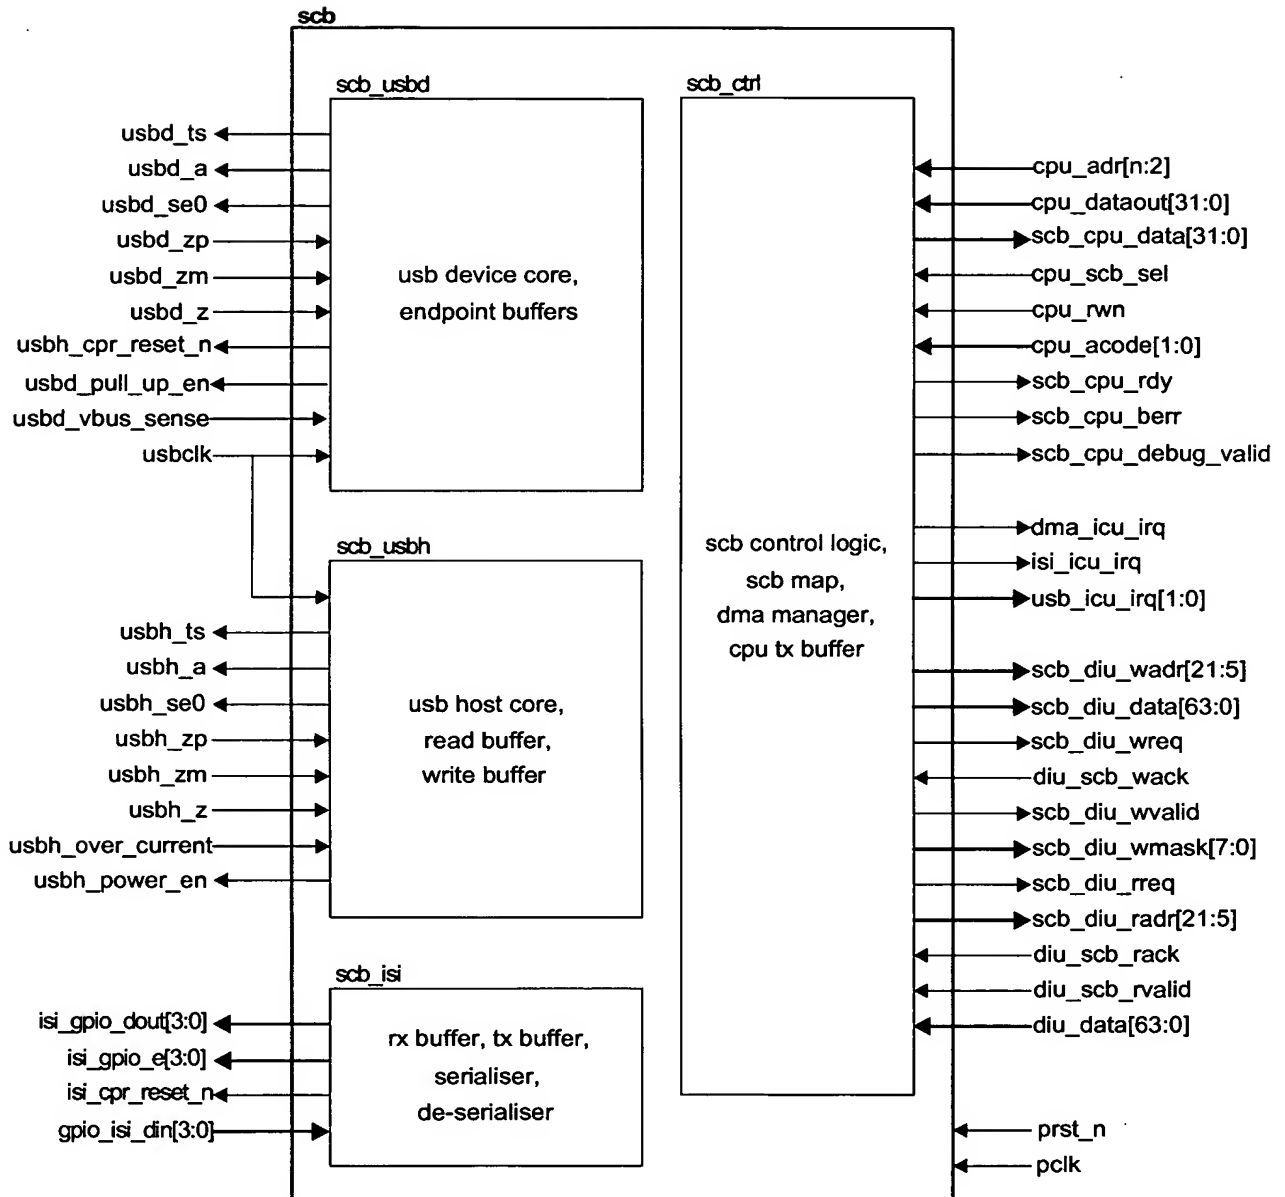 scb
scb_usbd
usbd_ts
usbd_a
usbd_se0
usbd_zp
usbd_zm
usbd_z
usbh_cpr_reset_n
usbd_pull_up_en
usbd_vbus_sense
usbclk
usb device core,
endpoint buffers
scb_usbh
usbh_ts
usbh_a
usbh_se0
usbh_zp
usbh_zm
usbh_z
usbh_over_current
usbh_power_en
usb host core,
read buffer,
write buffer
scb_isi
isi_gpio_dout[3:0]
isi_gpio_e[3:0]
isi_cpr_reset_n
gpio_isi_din[3:0]
rx buffer, tx buffer,
serialiser,
de-serialiser
scb_ctrl
scb control logic,
scb map,
dma manager,
cpu tx buffer
cpu_adr[n:2]
cpu_dataout[31:0]
scb_cpu_data[31:0]
cpu_scb_sel
cpu_rwn
cpu_acode[1:0]
scb_cpu_rdy
scb_cpu_berr
scb_cpu_debug_valid
dma_icu_irq
isi_icu_irq
usb_icu_irq[1:0]
scb_diu_wadr[21:5]
scb_diu_data[63:0]
scb_diu_wreq
diu_scb_wack
scb_diu_wvalid
scb_diu_wmask[7:0]
scb_diu_rreq
scb_diu_radr[21:5]
diu_scb_rack
diu_scb_rvalid
diu_data[63:0]
prst_n
pclk